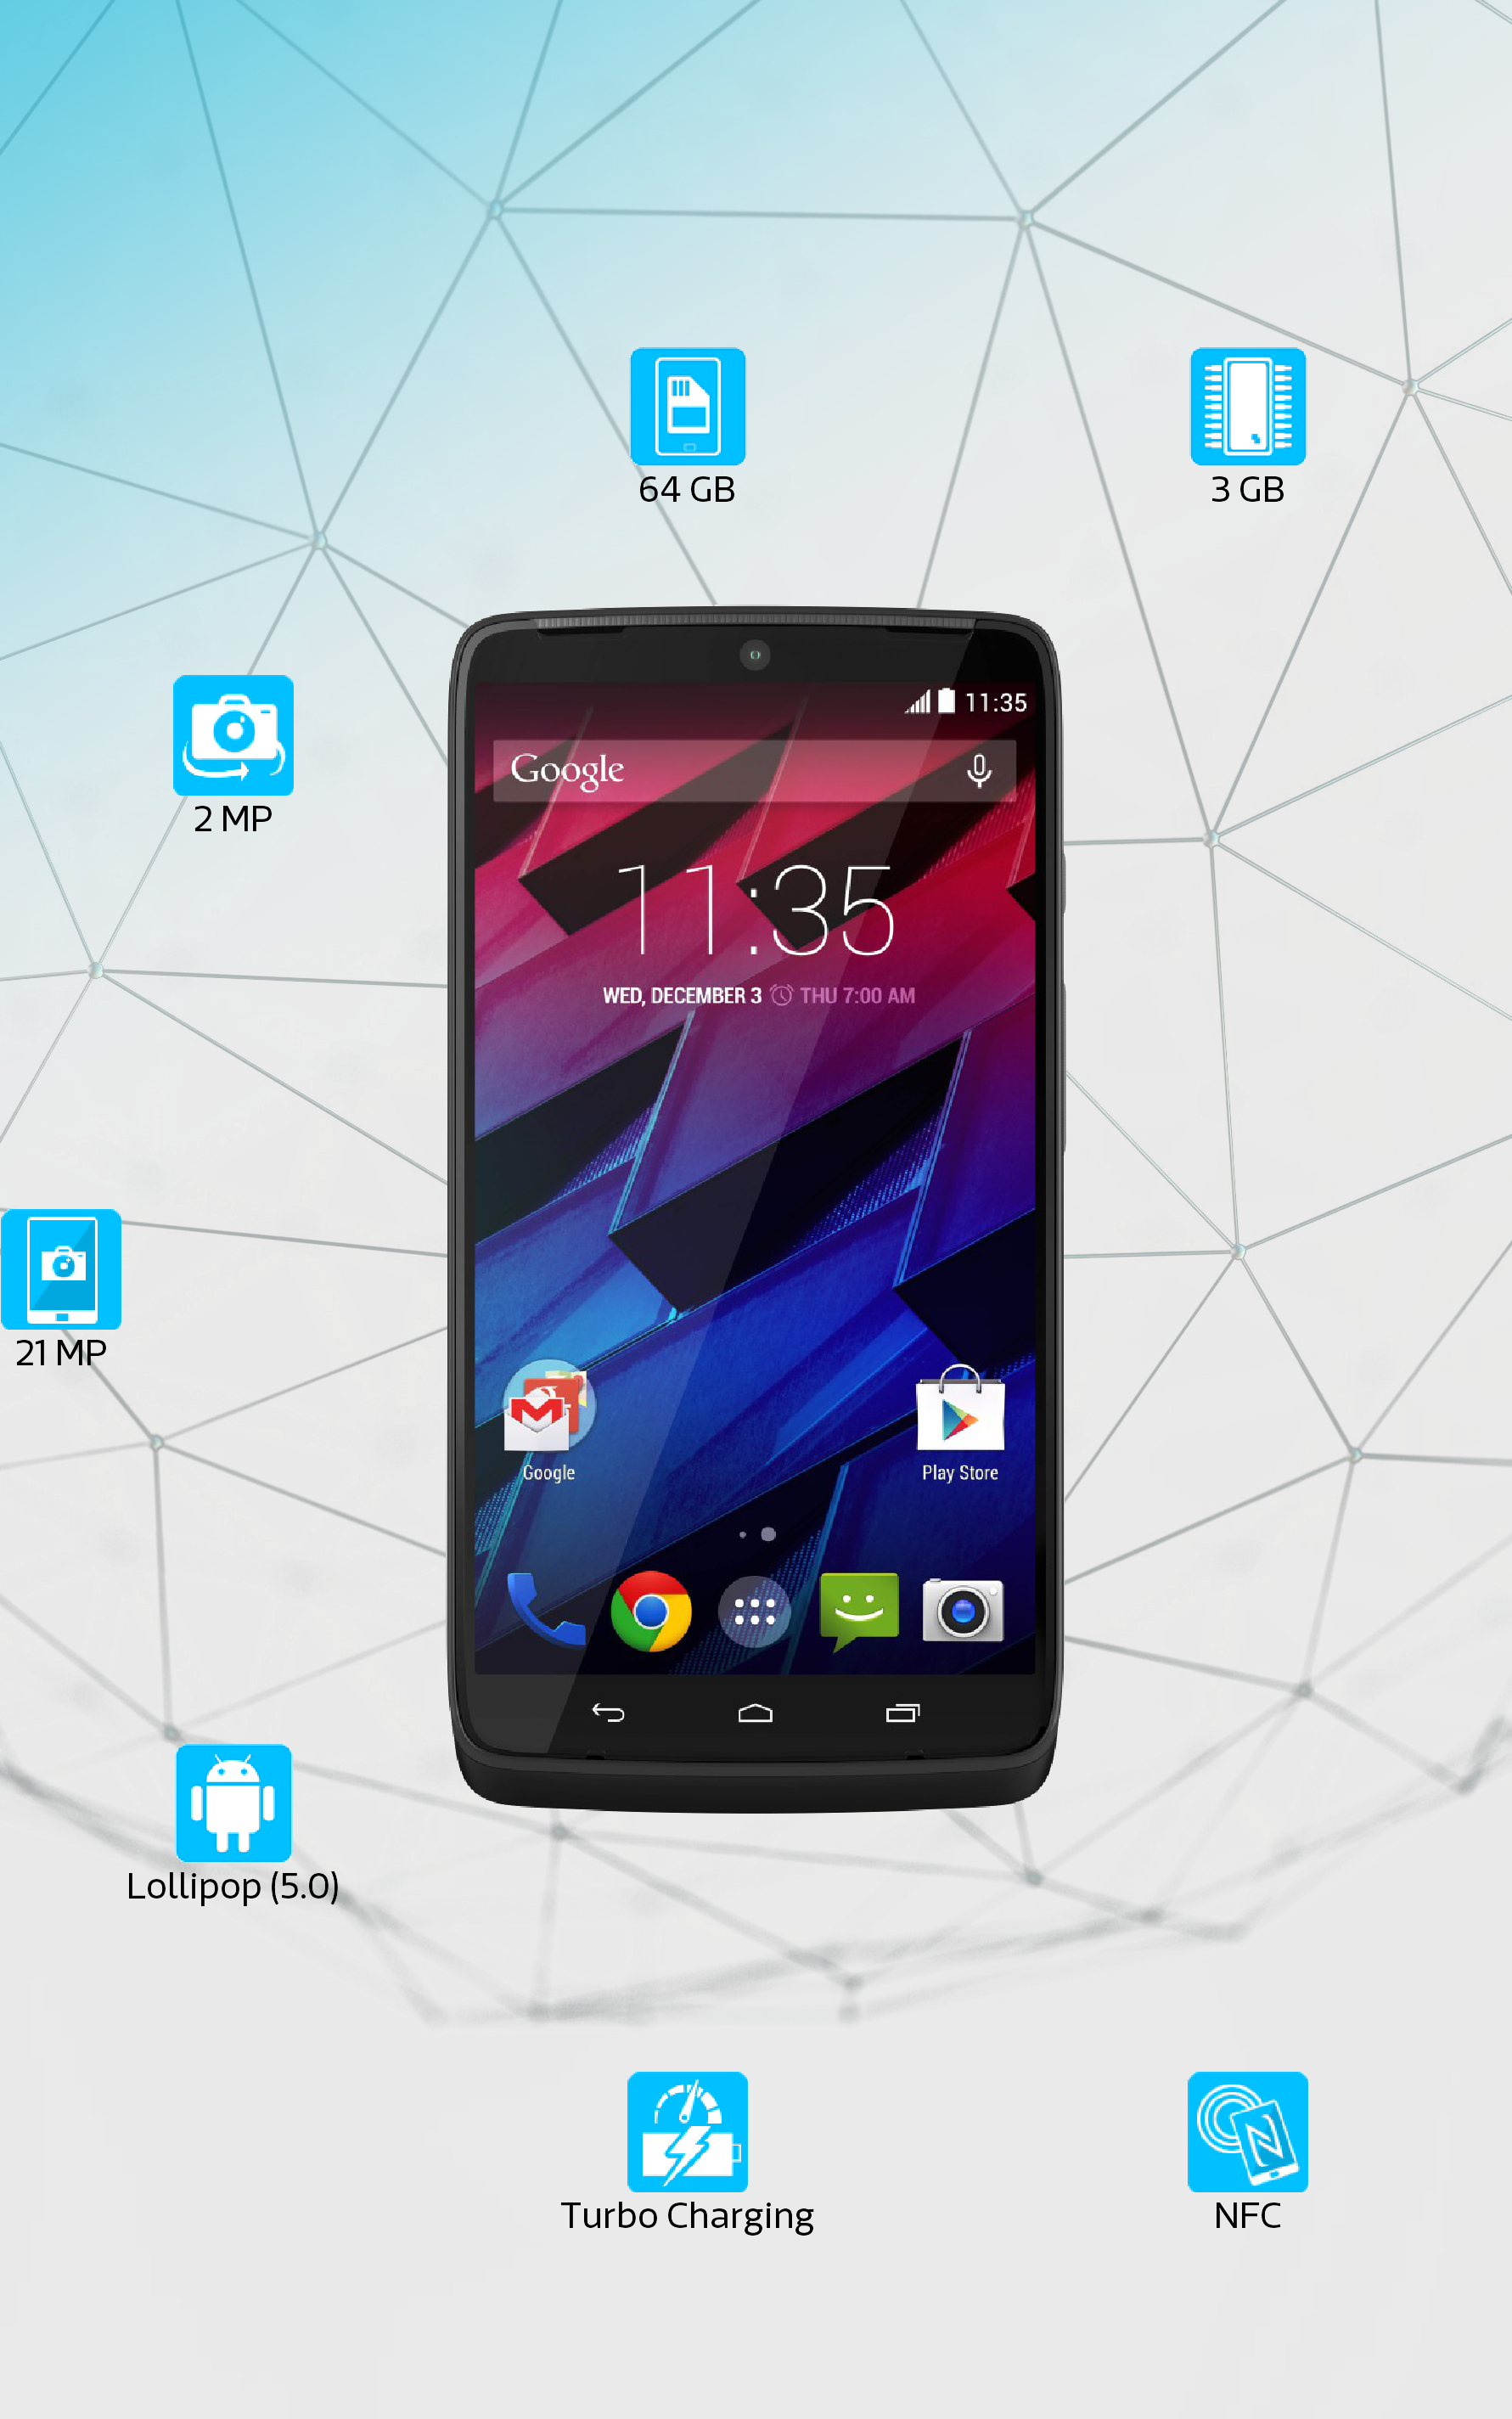 64 GB
3 GB
2 MP
11:35
Google
11:35
WED, DECEMBER 3 THU 7:00 AM
21 MP
Google
Play Store
Lollipop (5.0)
Turbo Charging
NFC